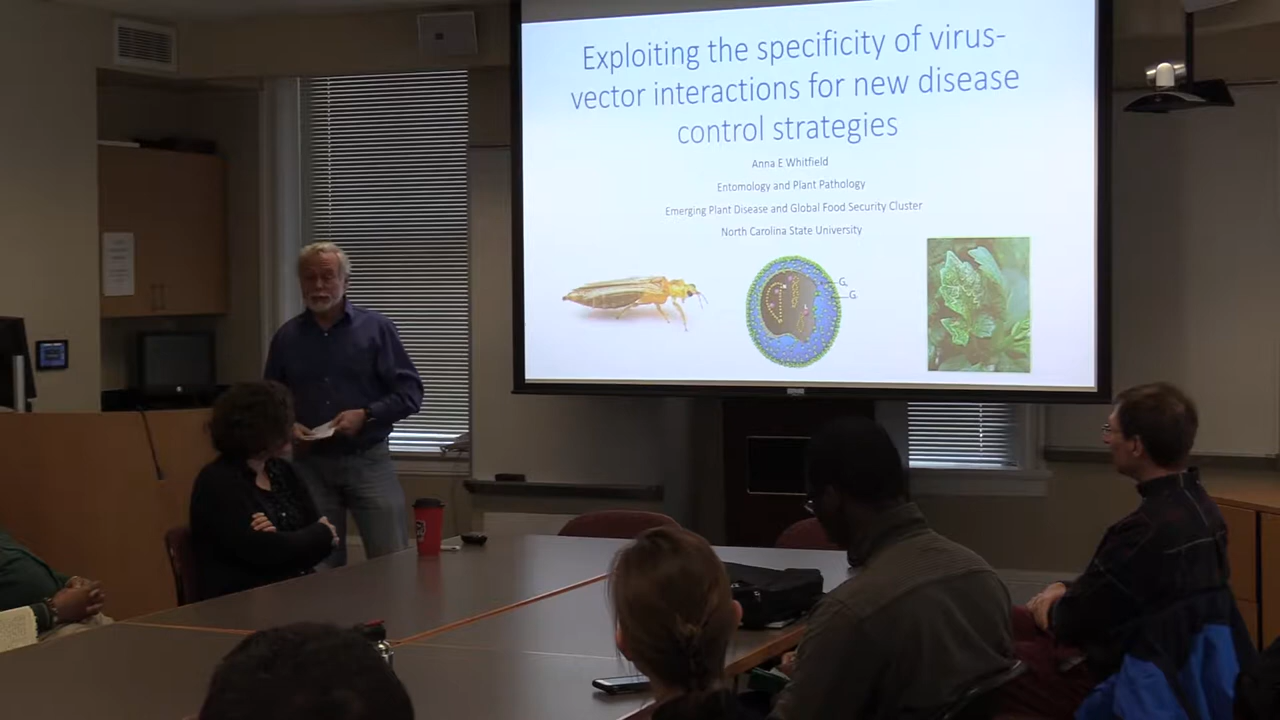 Exploiting the specificity of virus-
vector interactions for new disease
control strategies
Anna E Whitfield
Entomology and Plant Pathology
Emerging Plant Disease and Global Food Security Cluster
North Carolina State University